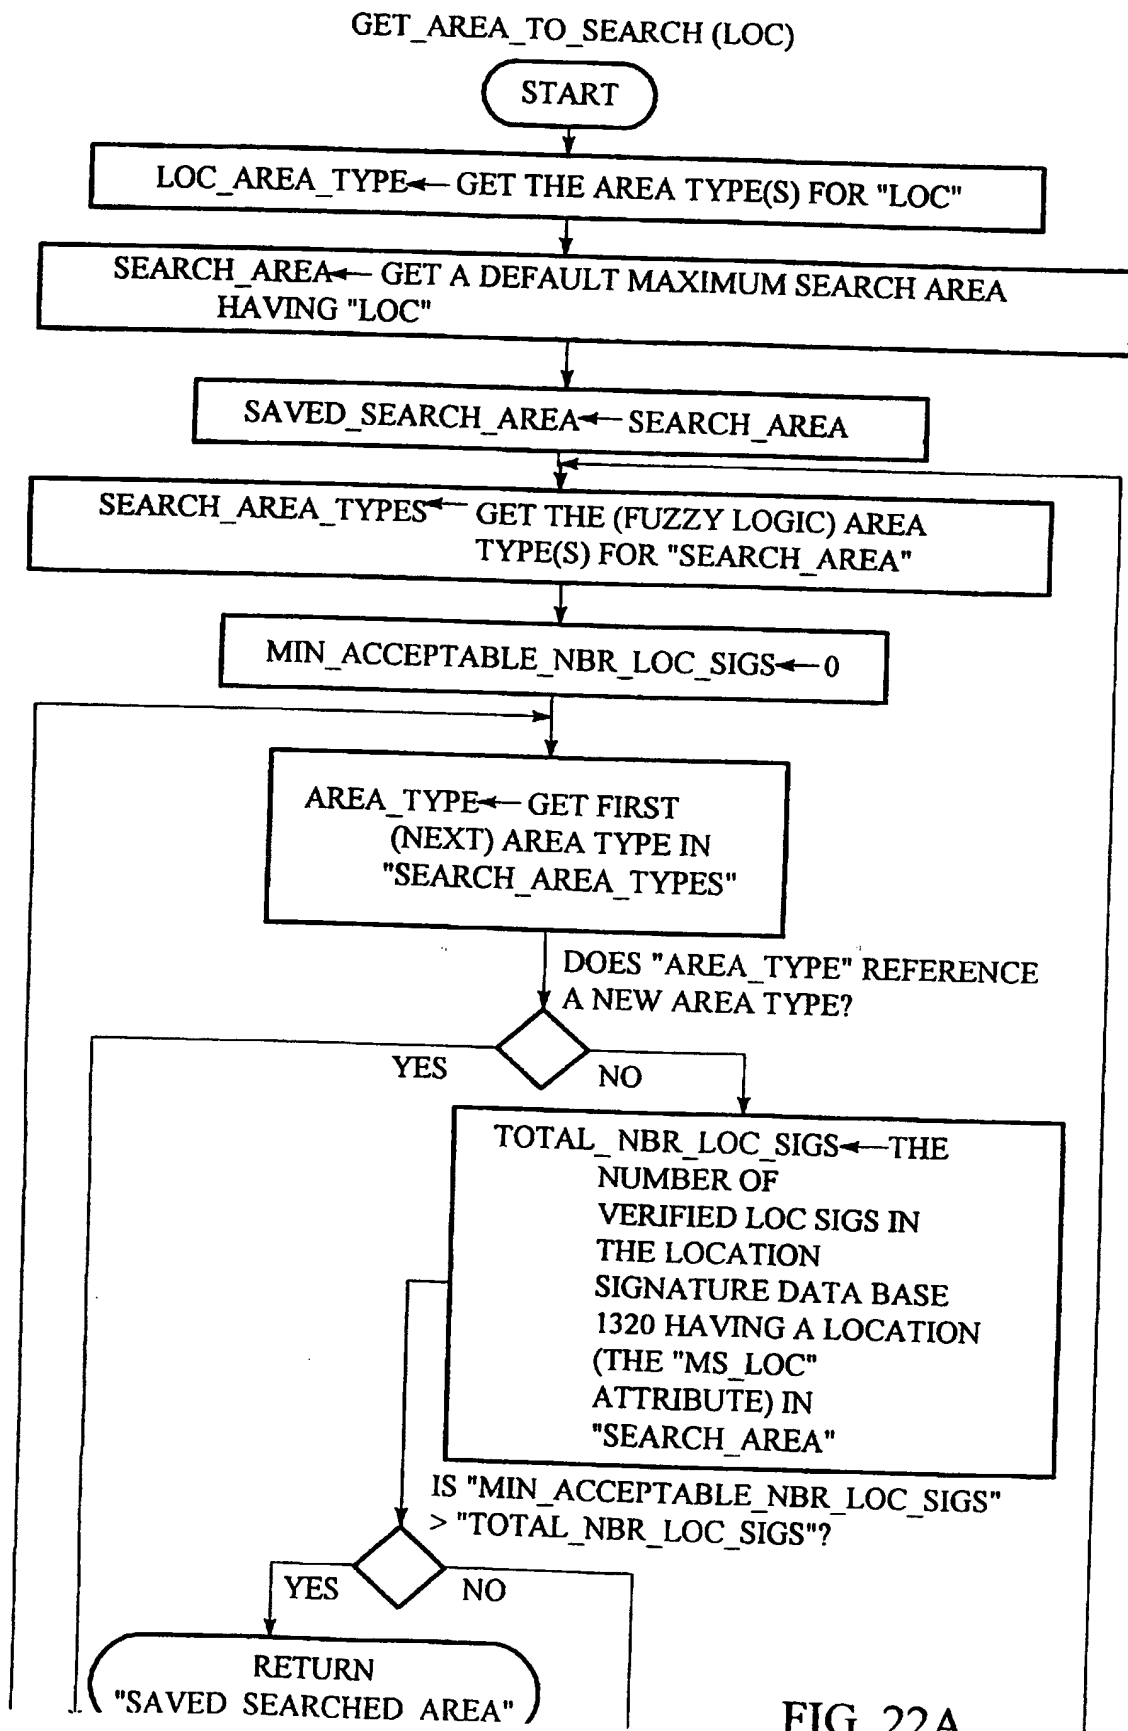 GET_AREA_TO_SEARCH (LOC)
START
LOC_AREA_TYPE← GET THE AREA TYPE(S) FOR "LOC"
SEARCH_AREA← GET A DEFAULT MAXIMUM SEARCH AREA
HAVING "LOC"
SAVED_SEARCH_AREA←SEARCH_AREA
SEARCH_AREA_TYPES← GET THE (FUZZY LOGIC) AREA
TYPE(S) FOR "SEARCH_AREA"
MIN_ACCEPTABLE_NBR_LOC_SIGS←0
AREA_TYPE← GET FIRST
(NEXT) AREA TYPE IN
"SEARCH_AREA_TYPES"
DOES "AREA_TYPE" REFERENCE
A NEW AREA TYPE?
YES
NO
TOTAL_ NBR_LOC_SIGS←THE
NUMBER OF
VERIFIED LOC SIGS IN
THE LOCATION
SIGNATURE DATA BASE
1320 HAVING A LOCATION
(THE "MS_LOC"
ATTRIBUTE) IN
"SEARCH_AREA"
IS "MIN_ACCEPTABLE_NBR_LOC_SIGS"
> "TOTAL_NBR_LOC_SIGS"?
YES
NO
RETURN
"SAVED_SEARCHED_AREA"
FIG. 22A